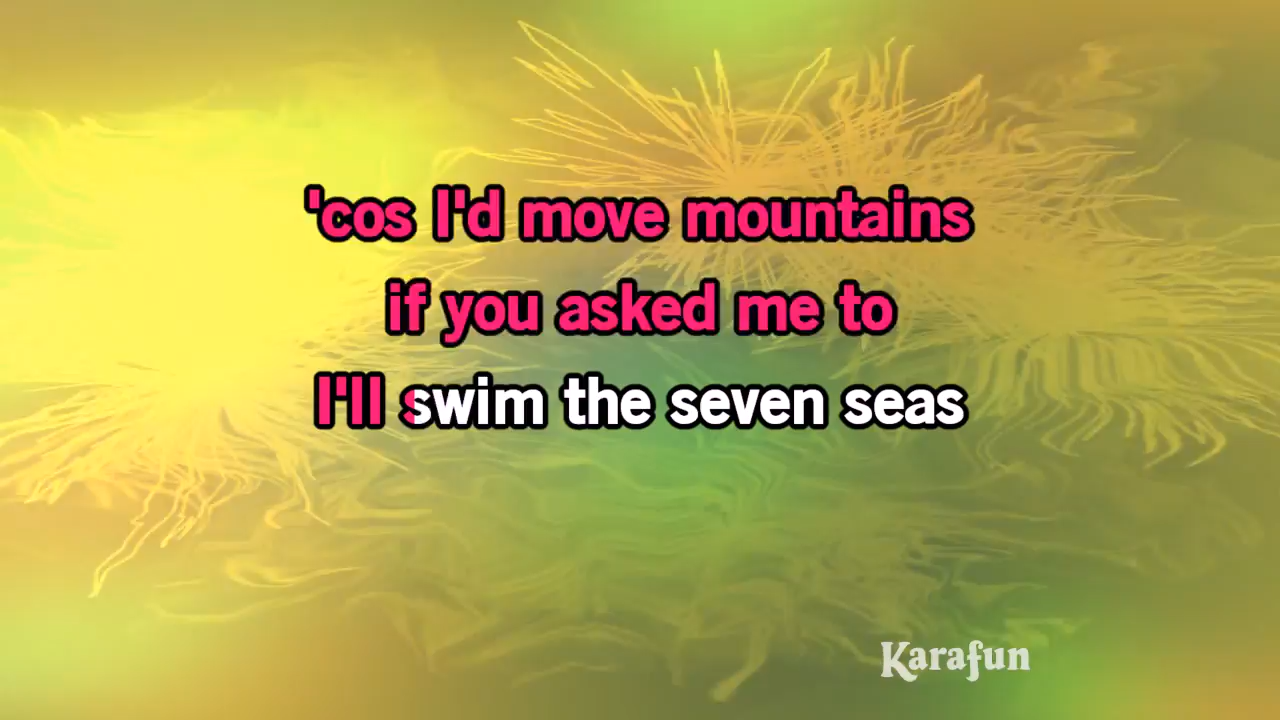 'cos I'd move mountains
if you asked me to
I'll swim the seven seas
Karafun